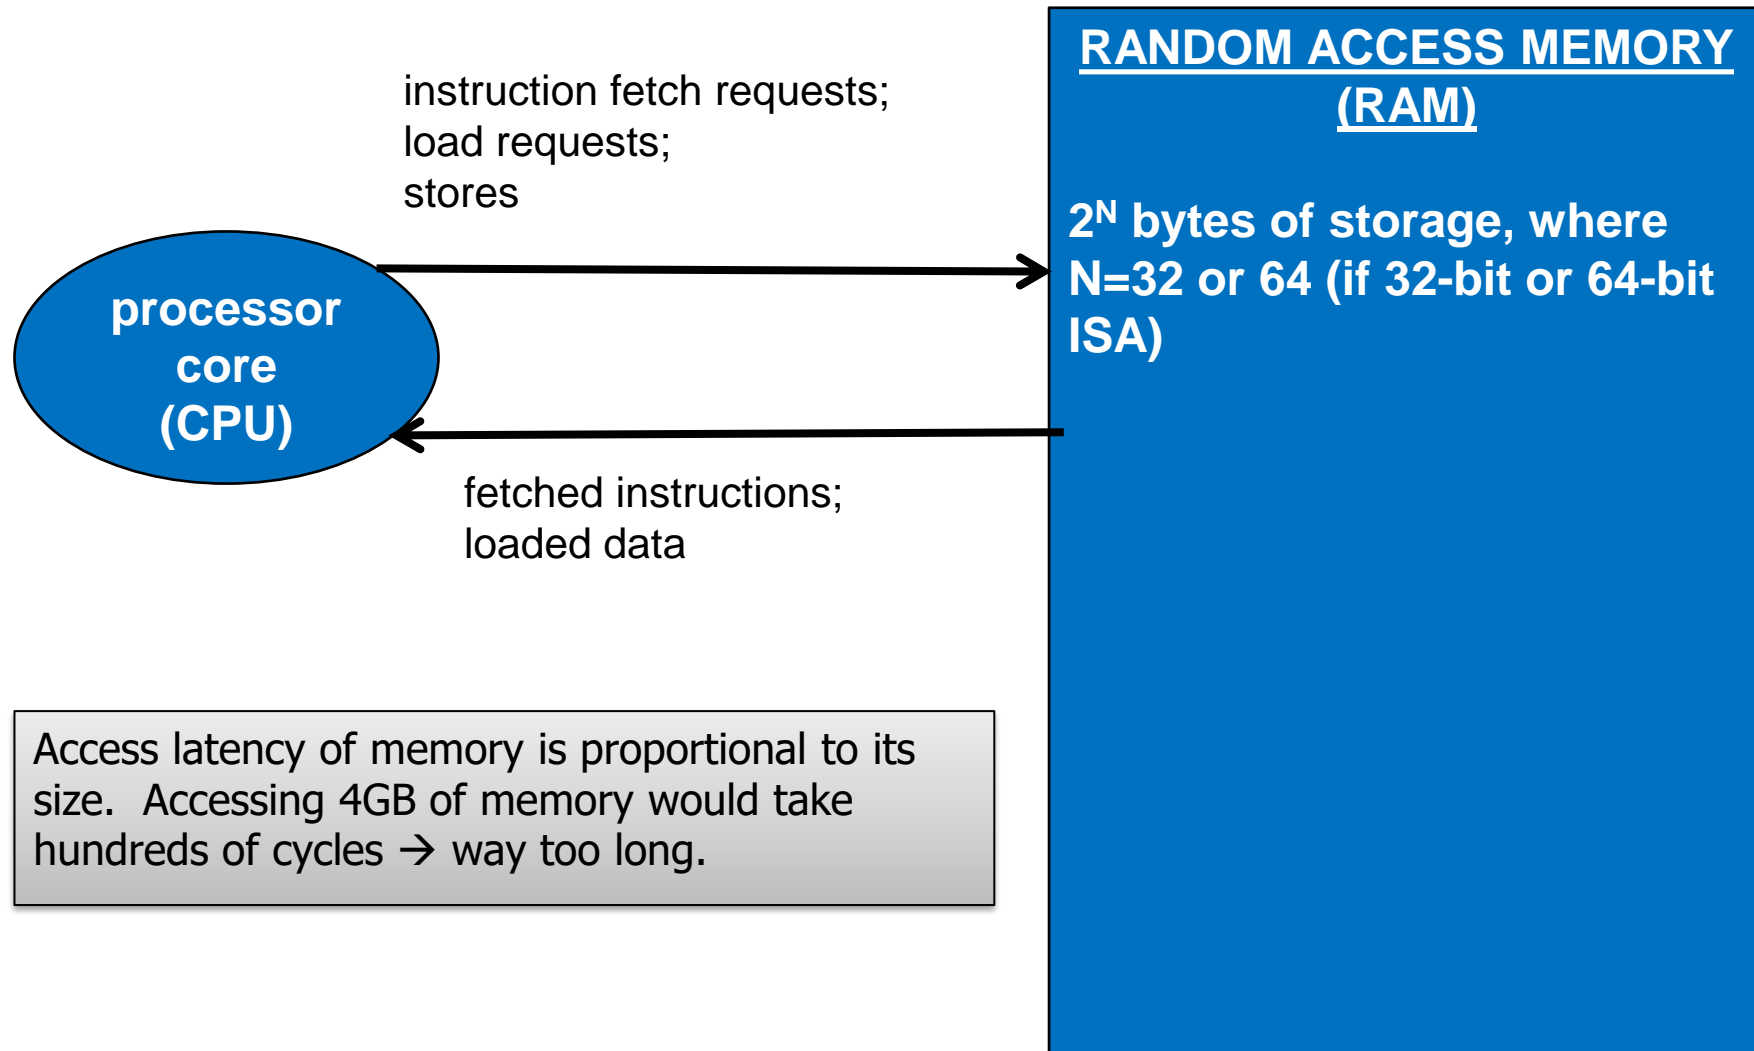 RANDOM ACCESS MEMORY
(RAM)
2ᴺ bytes of storage, where
N=32 or 64 (if 32-bit or 64-bit
ISA)
instruction fetch requests;
load requests;
stores
processor
core
(CPU)
fetched instructions;
loaded data
Access latency of memory is proportional to its
size.  Accessing 4GB of memory would take
hundreds of cycles → way too long.